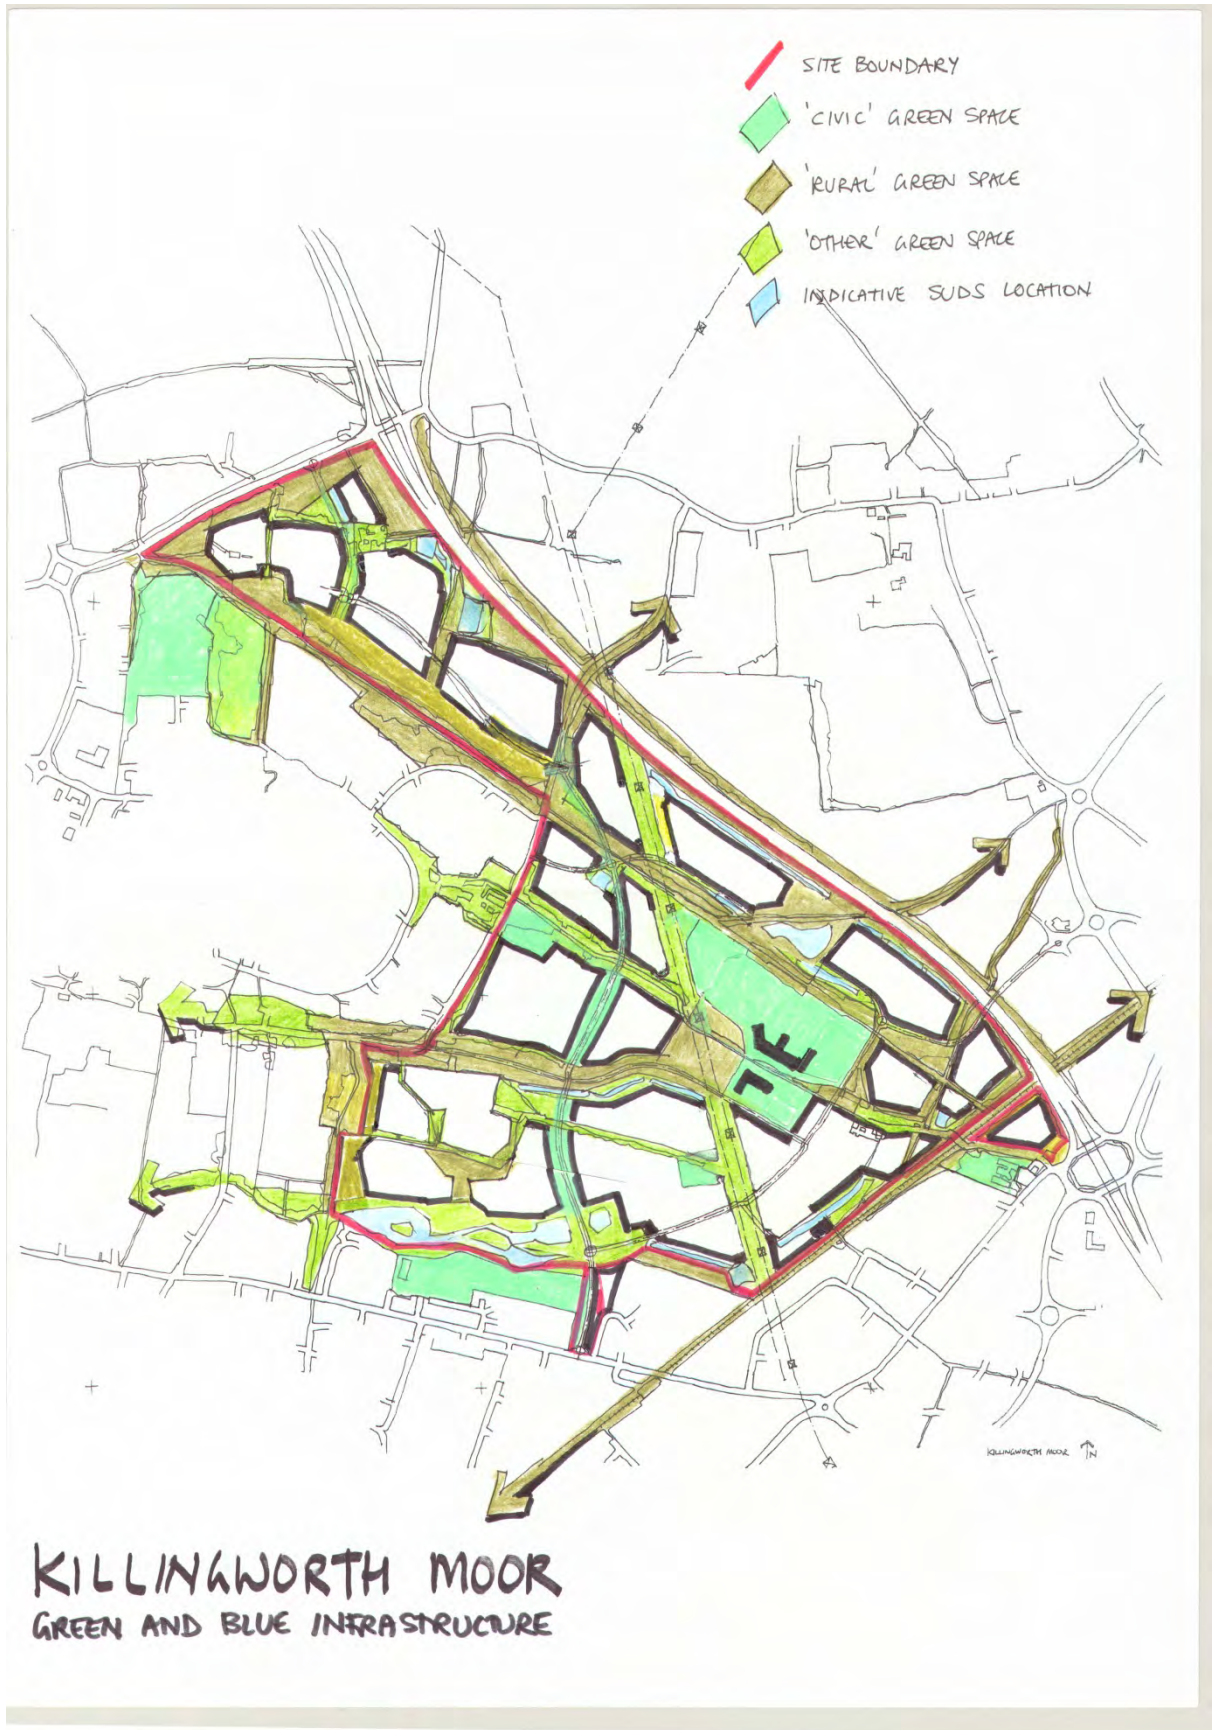 SITE BOUNDARY
'CIVIC' GREEN SPACE
'RURAL' GREEN SPACE
'OTHER' GREEN SPACE
INDICATIVE SUDS LOCATION
KILLINGWORTH MOOR N
KILLINGWORTH MOOR
GREEN AND BLUE INFRASTRUCTURE